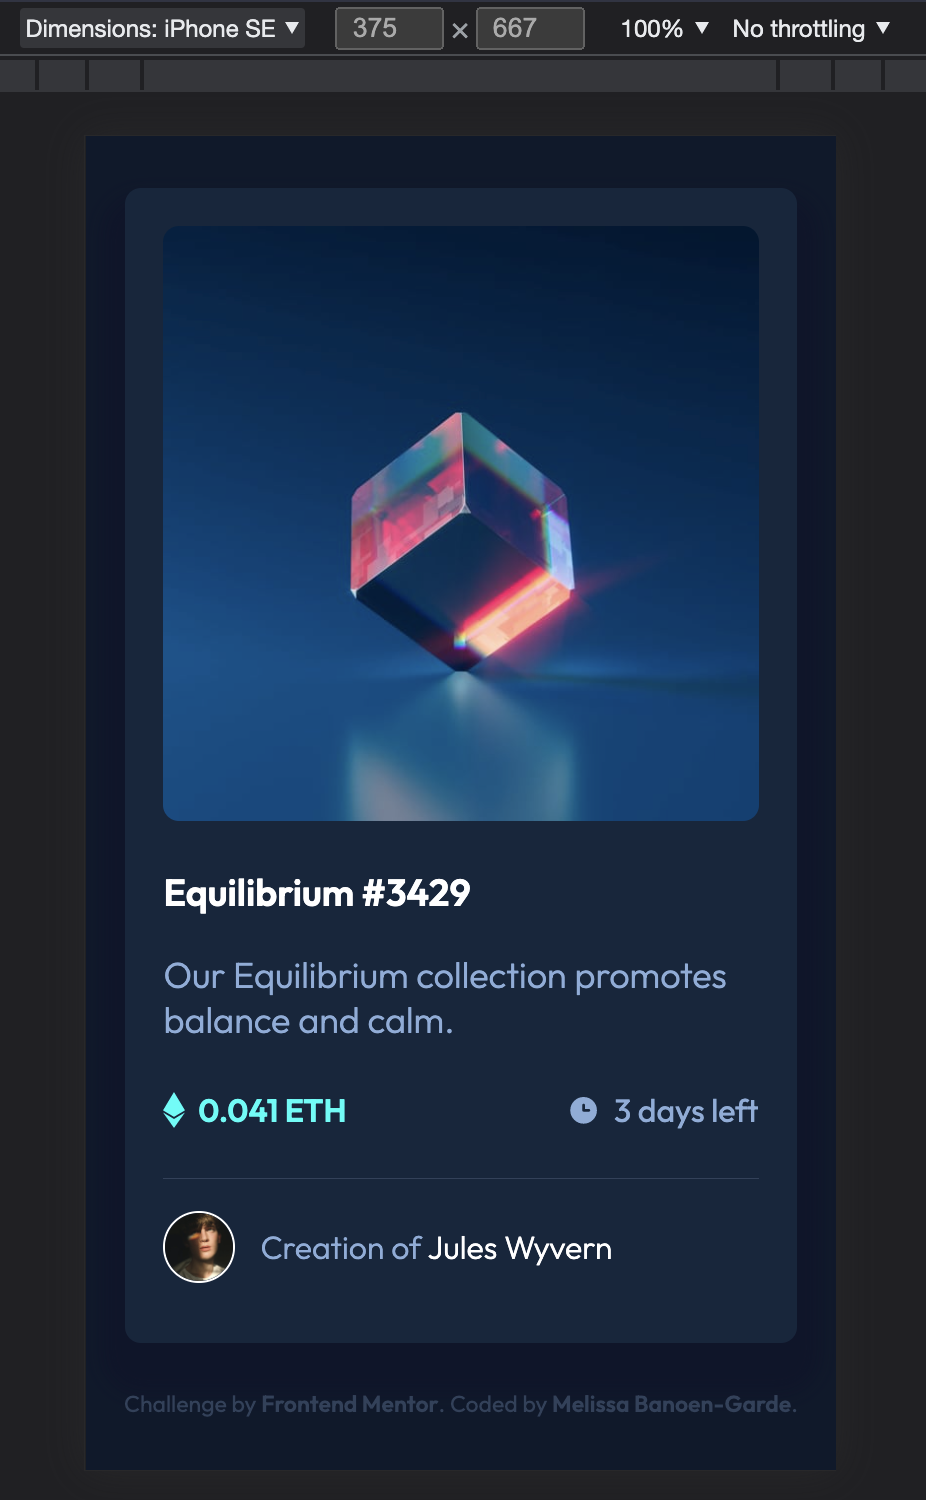 Dimensions: iPhone SE ▼ 375 × 667 100% ▼ No throttling ▼
Equilibrium #3429
Our Equilibrium collection promotes
balance and calm.
0.041 ETH 3 days left
Creation of Jules Wyvern
Challenge by Frontend Mentor. Coded by Melissa Banoen-Garde.